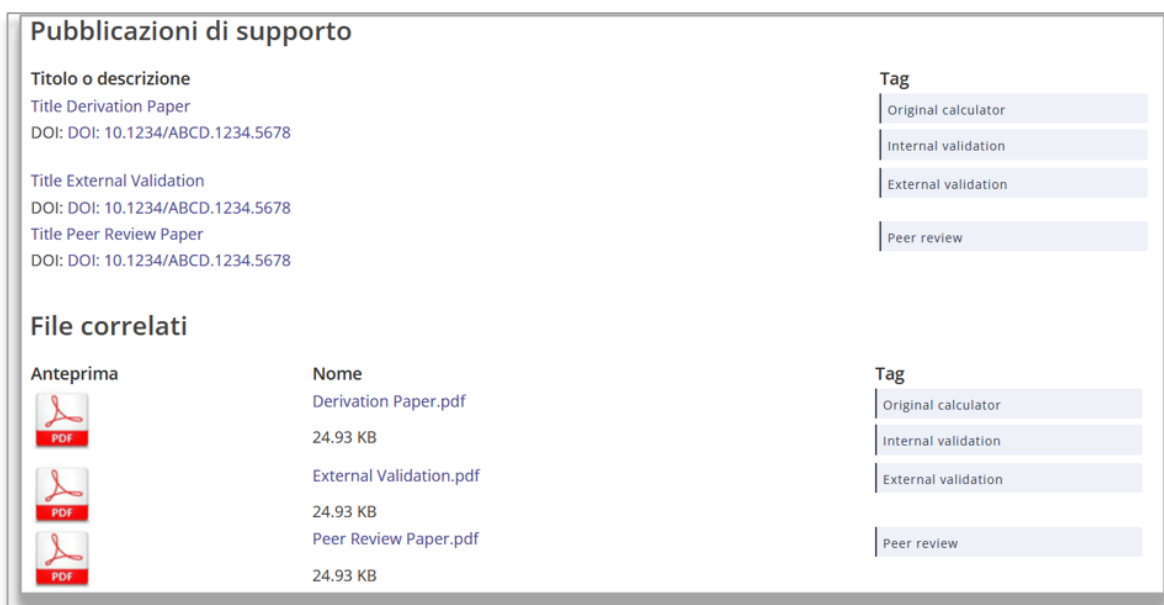 Pubblicazioni di supporto
Titolo o descrizione Tag
Title Derivation Paper Original calculator
DOI: DOI: 10.1234/ABCD.1234.5678
Internal validation
Title External Validation External validation
DOI: DOI: 10.1234/ABCD.1234.5678
Title Peer Review Paper Peer review
DOI: DOI: 10.1234/ABCD.1234.5678
File correlati
Anteprima Nome Tag
Derivation Paper.pdf Original calculator
PDF 24.93 KB Internal validation
External Validation.pdf External validation
PDF 24.93 KB
Peer Review Paper.pdf Peer review
PDF 24.93 KB